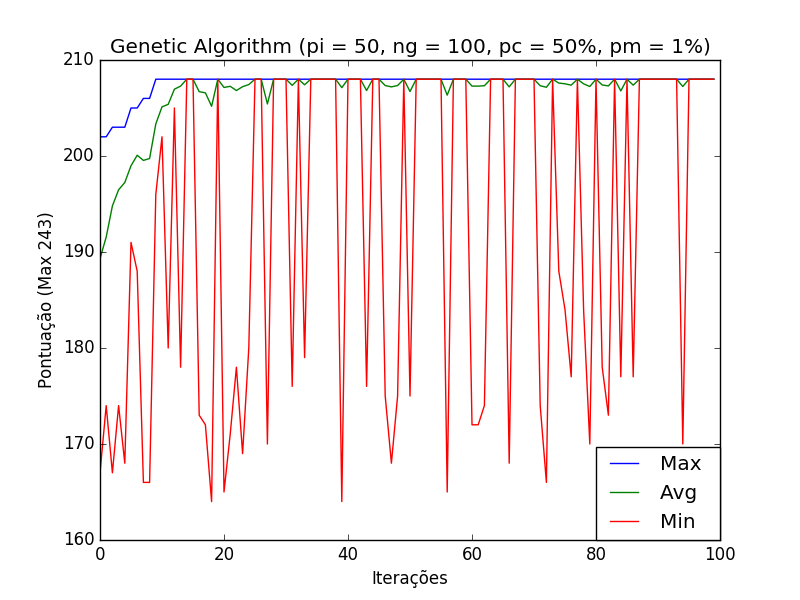 Genetic Algorithm (pi = 50, ng = 100, pc = 50%, pm = 1%)
210
200
190
180
170
160
Pontuação (Max 243)
Max
Avg
Min
0 20 40 60 80 100
Iterações